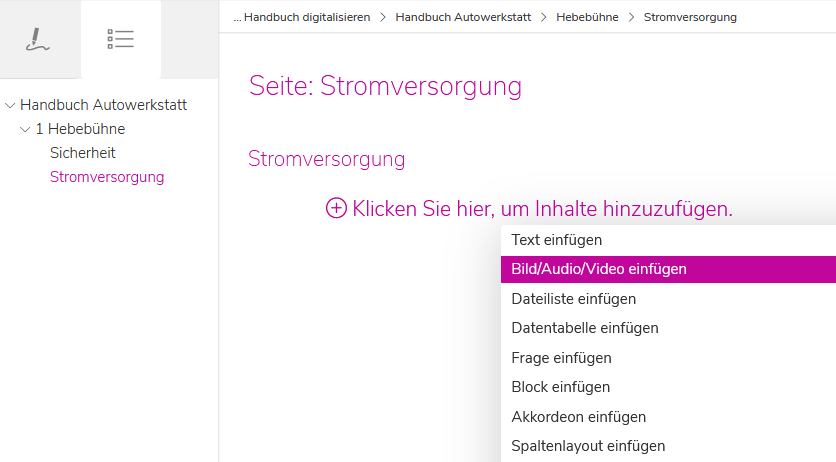 ... Handbuch digitalisieren > Handbuch Autowerkstatt > Hebebühne > Stromversorgung
Handbuch Autowerkstatt
1 Hebebühne
Sicherheit
Stromversorgung
Seite: Stromversorgung
Stromversorgung
Klicken Sie hier, um Inhalte hinzuzufügen.
Text einfügen
Bild/Audio/Video einfügen
Dateiliste einfügen
Datentabelle einfügen
Frage einfügen
Block einfügen
Akkordeon einfügen
Spaltenlayout einfügen